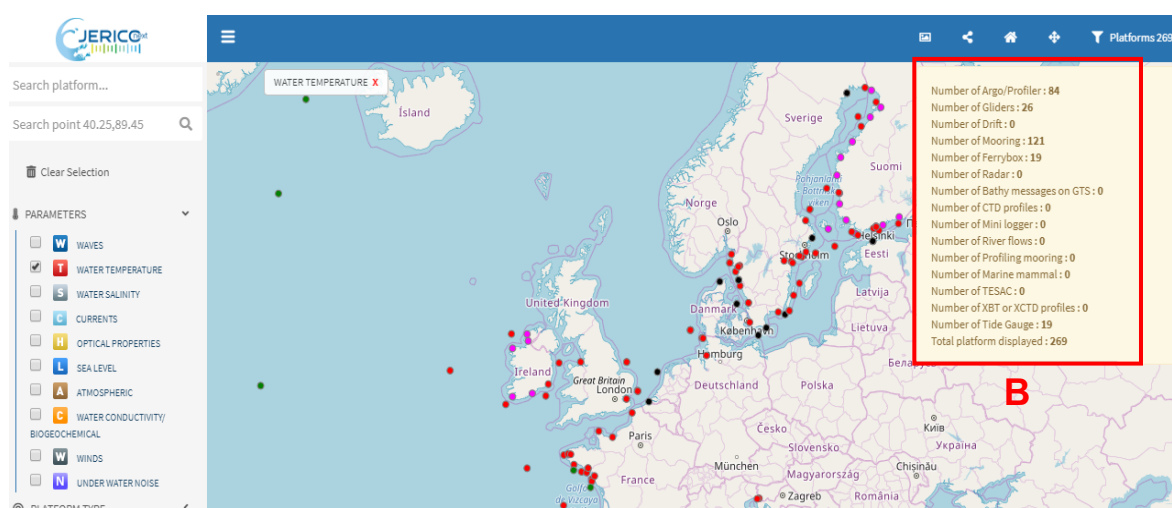 JERICO
Platforms 269
Search platform...
Search point 40.25,89.45
Clear Selection
PARAMETERS
W WAVES
T WATER TEMPERATURE
S WATER SALINITY
C CURRENTS
H OPTICAL PROPERTIES
L SEA LEVEL
A ATMOSPHERIC
C WATER CONDUCTIVITY/
BIOGEOCHEMICAL
W WINDS
N UNDER WATER NOISE
PLATFORM TYPE
WATER TEMPERATURE X
Ísland
Sverige
Suomi
Norge
Oslo
Helsinki
Stockholm
Eesti
Latvija
United Kingdom
Danmark
København
Lietuva
Hamburg
Ireland
Great Britain
London
Deutschland
Polska
Paris
Česko
Київ
Slovensko
Україна
München
Magyarország
Chișinău
France
Golfo
de Vizcaya
Zagreb
România
Number of Argo/Profiler : 84
Number of Gliders : 26
Number of Drift : 0
Number of Mooring : 121
Number of Ferrybox : 19
Number of Radar : 0
Number of Bathy messages on GTS : 0
Number of CTD profiles : 0
Number of Mini logger : 0
Number of River flows : 0
Number of Profiling mooring : 0
Number of Marine mammal : 0
Number of TESAC : 0
Number of XBT or XCTD profiles : 0
Number of Tide Gauge : 19
Total platform displayed : 269
B